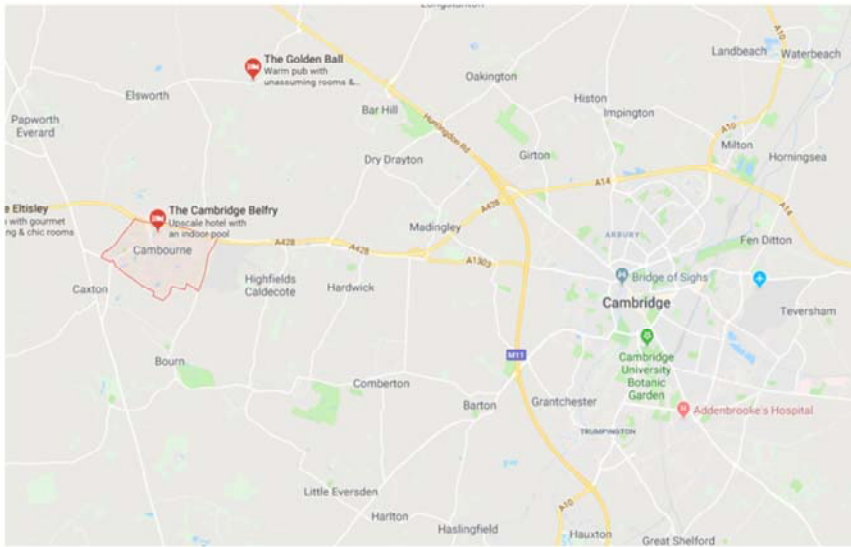 Longstanton
A10
Landbeach
Waterbeach
The Golden Ball
Warm pub with
unassuming rooms &...
Oakington
Elsworth
Histon
Impington
Bar Hill
Papworth
Everard
Huntingdon Rd
A10
Milton
Horningsea
Dry Drayton
Girton
A14
A14
e Eltisley
with gourmet
ng & chic rooms
The Cambridge Belfry
Upscale hotel with
an indoor pool
A428
Madingley
ARBURY
Fen Ditton
Cambourne
A428
A428
A1303
Bridge of Sighs
Highfields
Caldecote
Hardwick
Caxton
Cambridge
Teversham
M11
Bourn
Cambridge
University
Botanic
Garden
Comberton
Barton
Grantchester
Addenbrooke's Hospital
TRUMPINGTON
Little Eversden
A10
Harlton
Haslingfield
Hauxton
Great Shelford